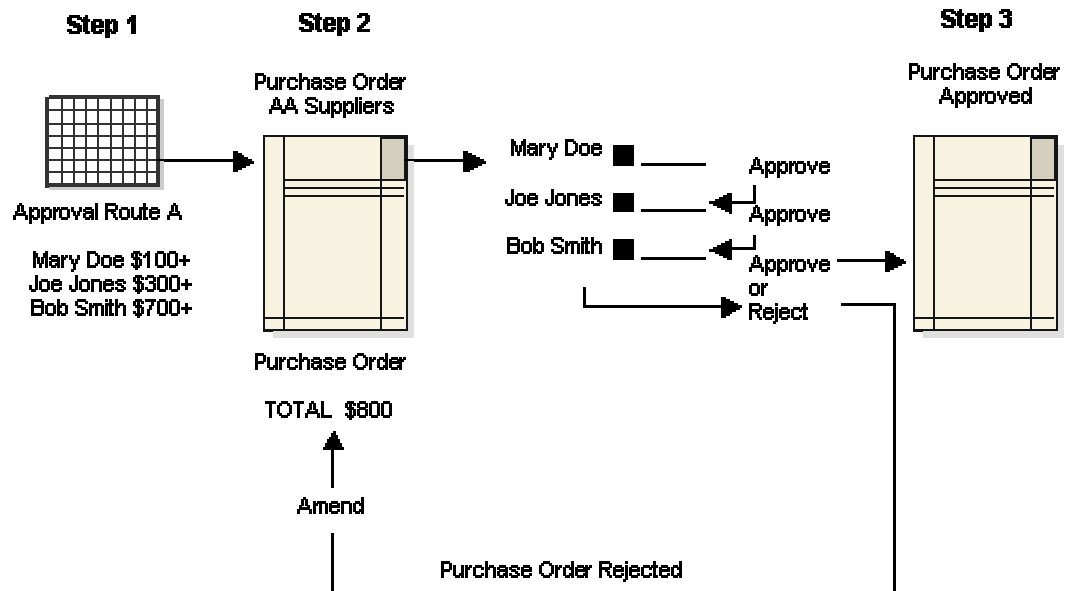 Step 1
Step 2
Step 3
Purchase Order
AA Suppliers
Purchase Order
Approved
Approval Route A
Mary Doe $100+
Joe Jones $300+
Bob Smith $700+
Mary Doe
Joe Jones
Bob Smith
Approve
Approve
Approve
or
Reject
Purchase Order
TOTAL $800
Amend
Purchase Order Rejected